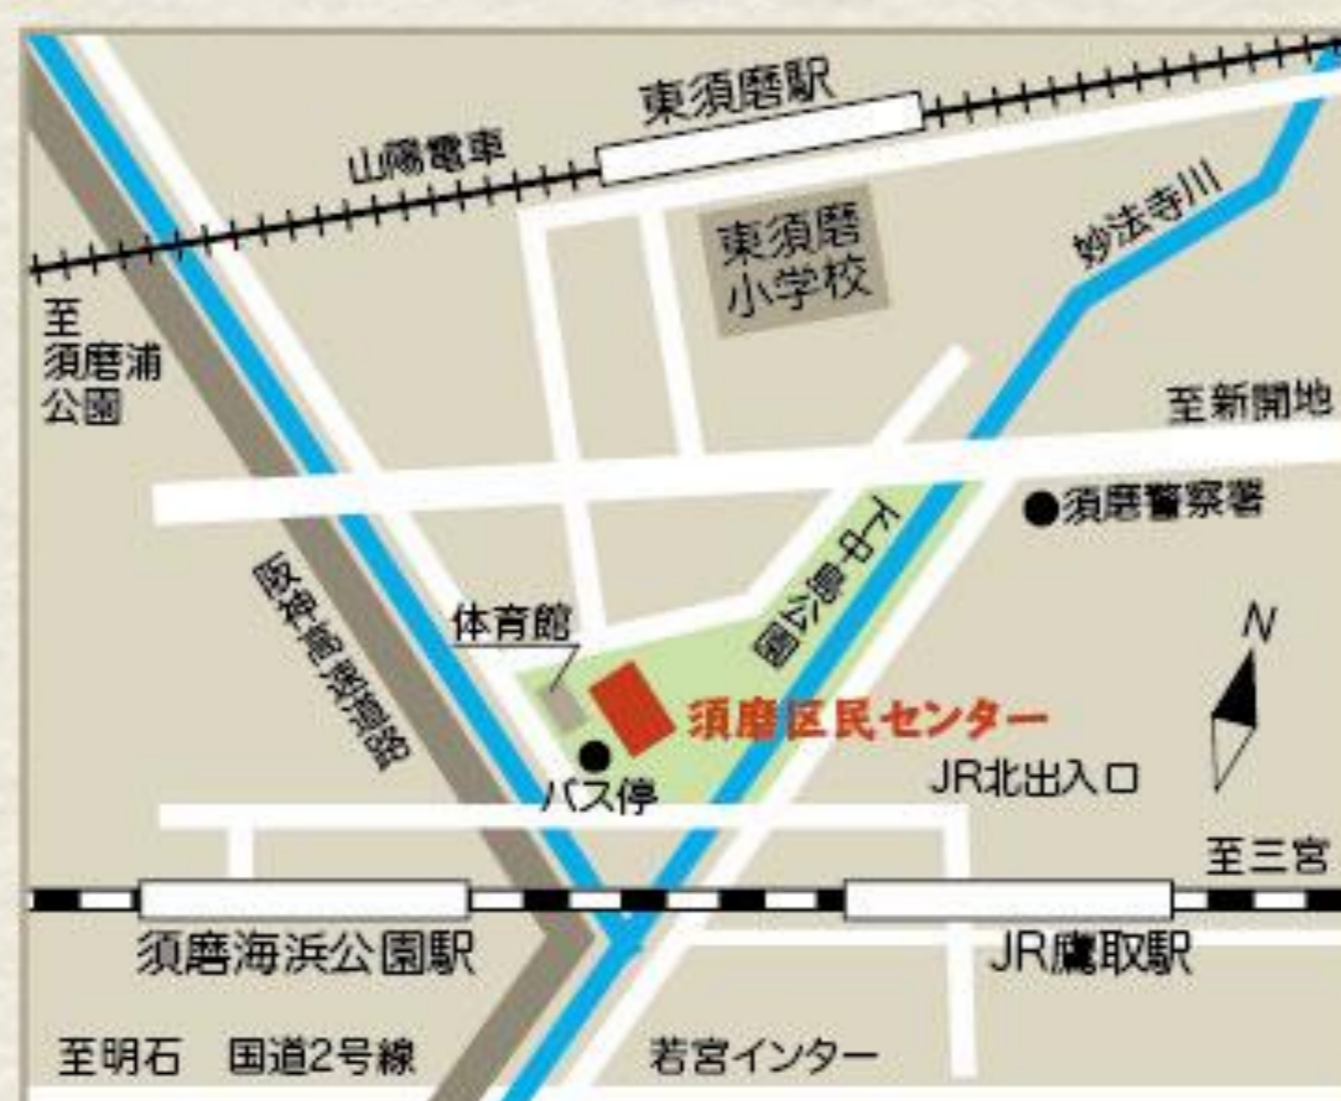 東須磨駅
山陽電車
東須磨
小学校
妙法寺川
至
須磨浦
公園
至新開地
須磨警察署
下中島公園
阪神高速道路
体育館
N
須磨区民センター
バス停
JR北出入口
至三宮
須磨海浜公園駅
JR鷹取駅
至明石 国道2号線
若宮インター